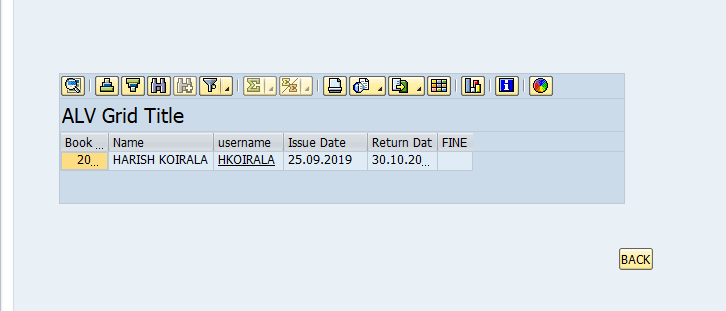 ALV Grid Title
Book ... Name username Issue Date Return Dat FINE
20... HARISH KOIRALA HKOIRALA 25.09.2019 30.10.20...
BACK